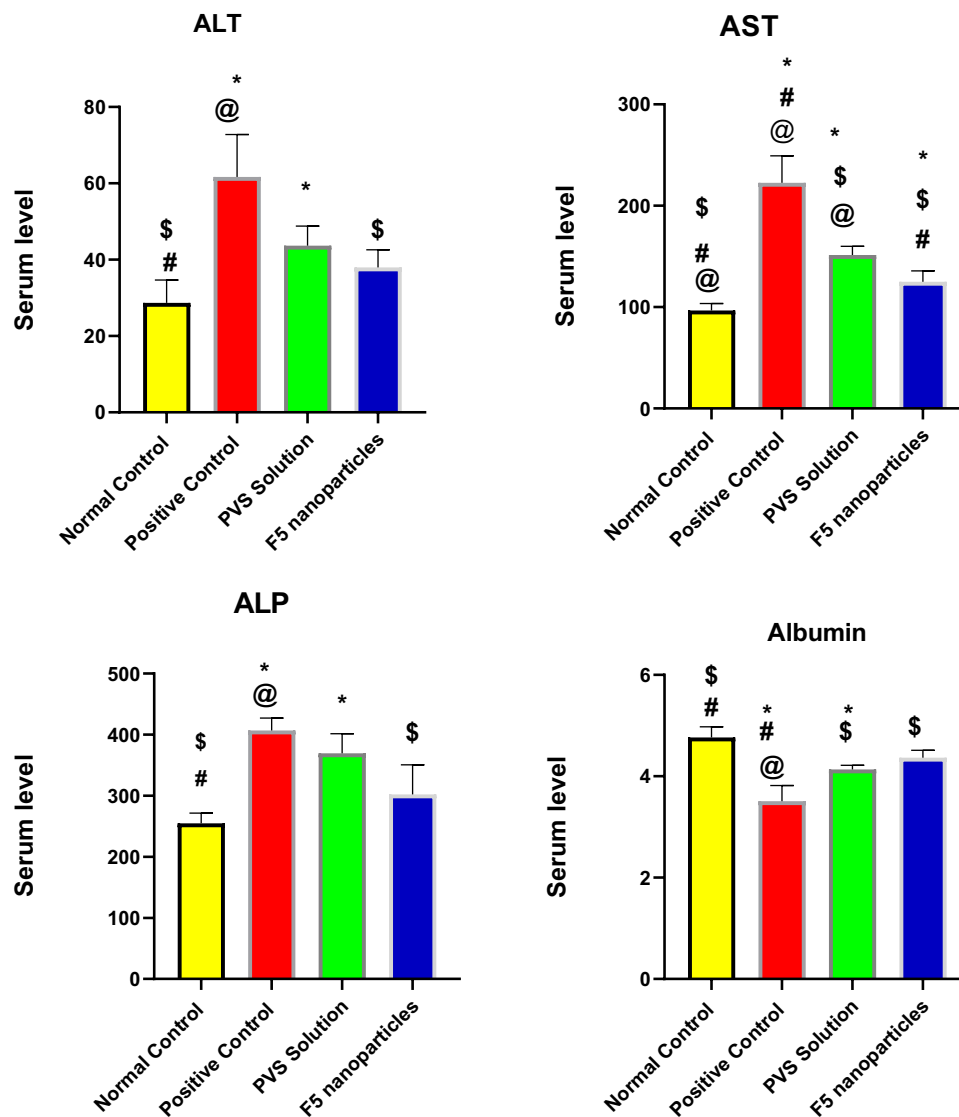 ALT
*
@
$
#
*
$
80
60
40
20
0
Serum level
Normal Control
Positive Control
PVS Solution
F5 nanoparticles
AST
*
#
@
*
$
@
*
$
#
$
#
@
300
200
100
0
Serum level
Normal Control
Positive Control
PVS Solution
F5 nanoparticles
ALP
*
@
$
#
*
$
500
400
300
200
100
0
Serum level
Normal Control
Positive Control
PVS Solution
F5 nanoparticles
Albumin
$
#
*
#
@
*
$
$
6
4
2
0
Serum level
Normal Control
Positive Control
PVS Solution
F5 nanoparticles